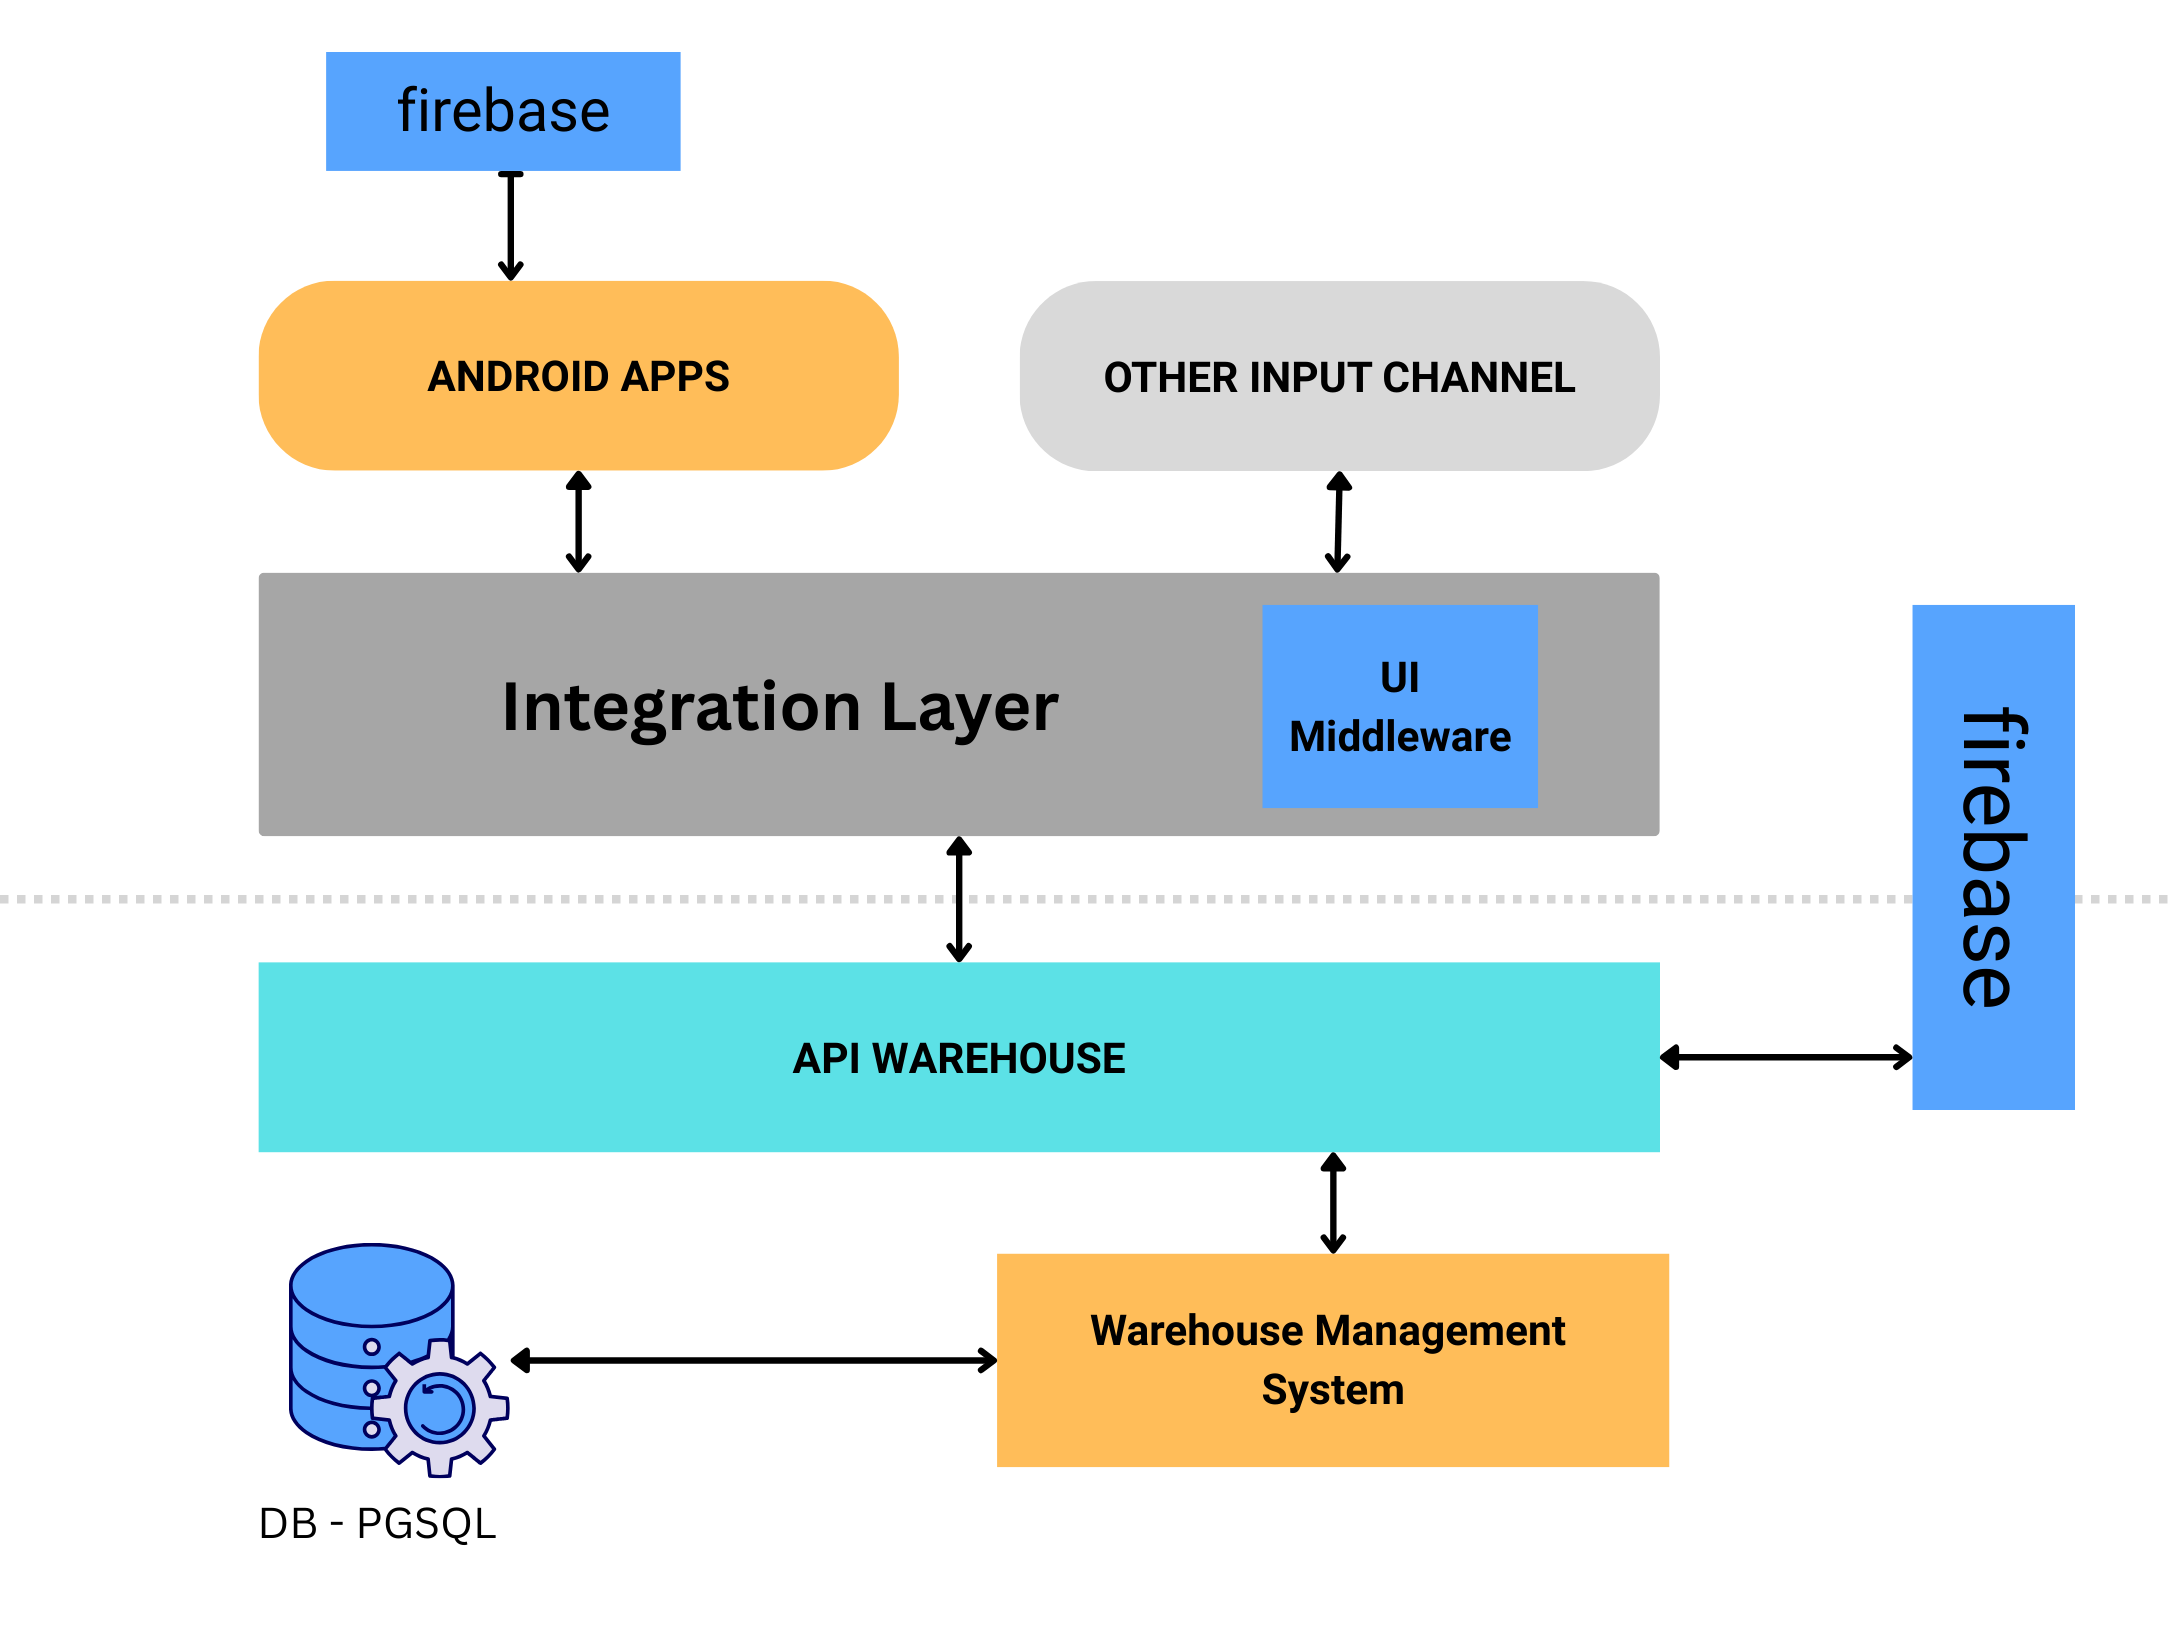 firebase
ANDROID APPS
OTHER INPUT CHANNEL
Integration Layer
UI
Middleware
firebase
API WAREHOUSE
Warehouse Management
System
DB - PGSQL